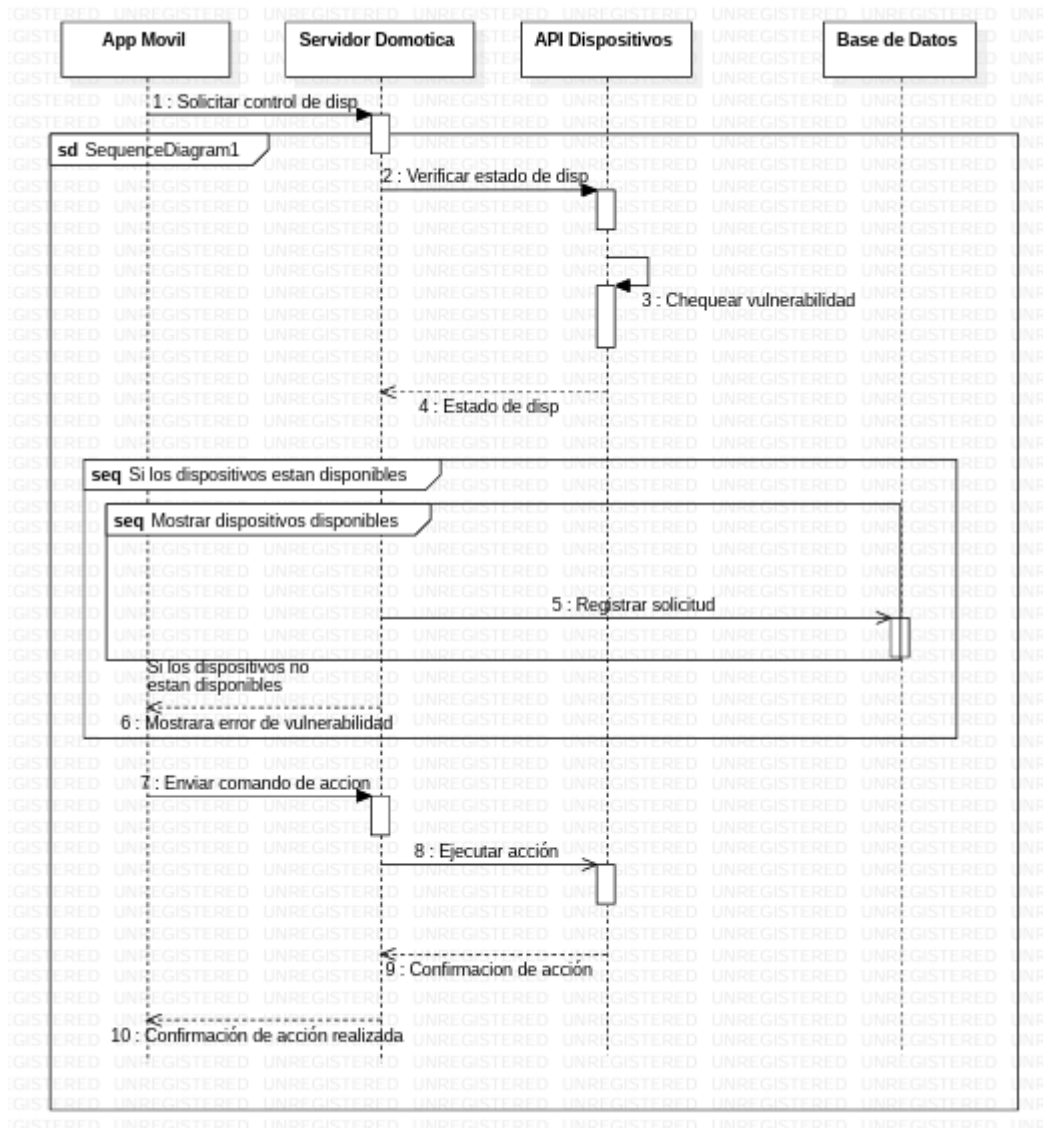 App Movil
Servidor Domotica
API Dispositivos
Base de Datos
1 : Solicitar control de disp
sd SequenceDiagram1
2 : Verificar estado de disp
3 : Chequear vulnerabilidad
4 : Estado de disp
seq Si los dispositivos estan disponibles
seq Mostrar dispositivos disponibles
5 : Registrar solicitud
Si los dispositivos no
estan disponibles
6 : Mostrara error de vulnerabilidad
7 : Enviar comando de accion
8 : Ejecutar acción
9 : Confirmacion de acción
10 : Confirmación de acción realizada
UNREGISTERED